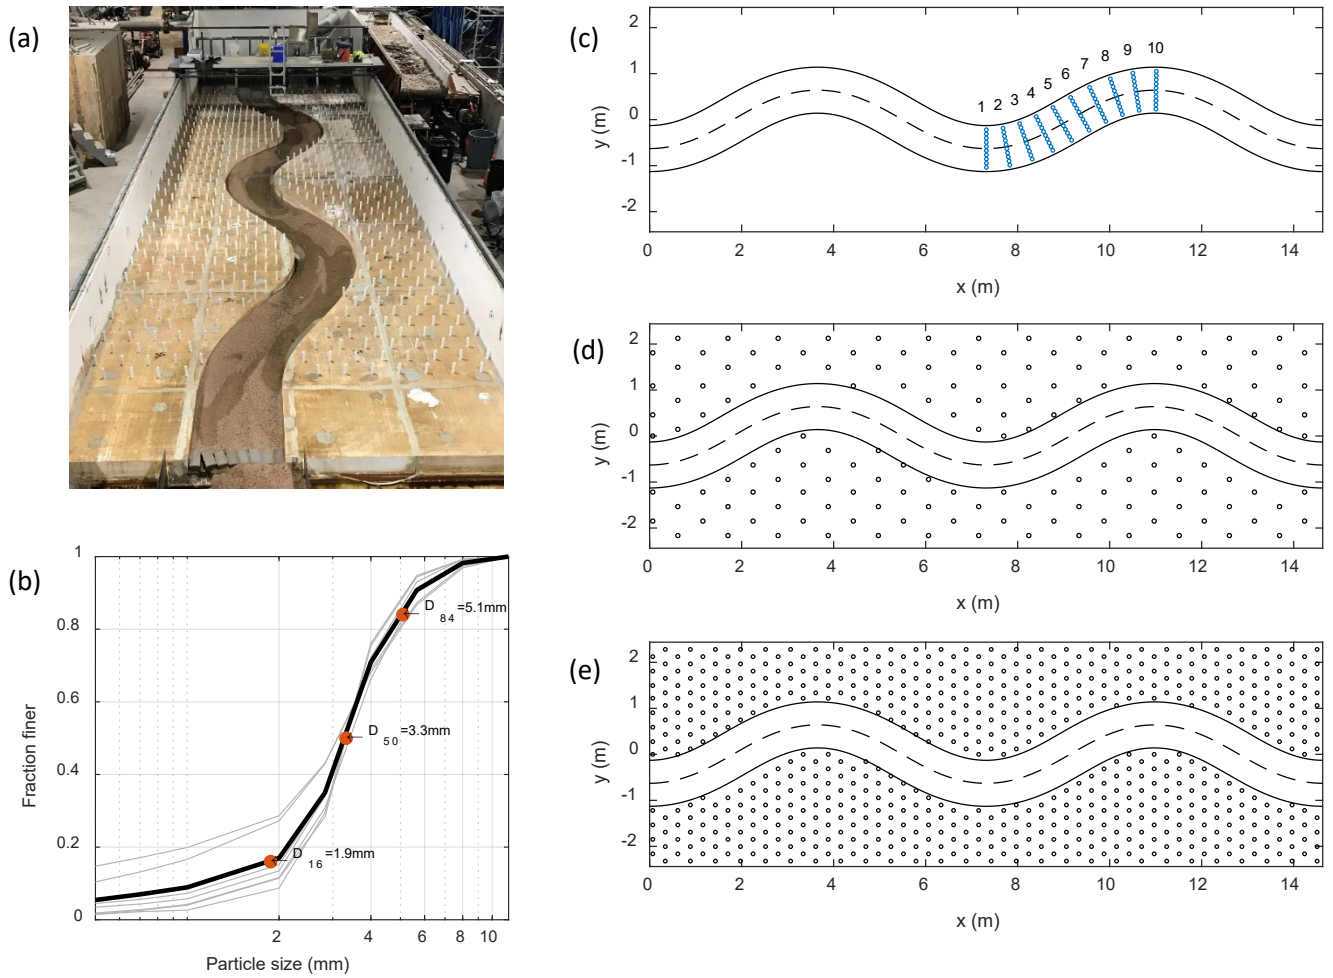 (a)
(b)
1
0.8
0.6
0.4
0.2
0
Fraction finer
D 84 =5.1mm
D 50 =3.3mm
D 16 =1.9mm
2 4 6 8 10
Particle size (mm)
(c)
2
1
0
-1
-2
y (m)
1 2 3 4 5 6 7 8 9 10
0 2 4 6 8 10 12 14
x (m)
(d)
2
1
0
-1
-2
y (m)
0 2 4 6 8 10 12 14
x (m)
(e)
2
1
0
-1
-2
y (m)
0 2 4 6 8 10 12 14
x (m)